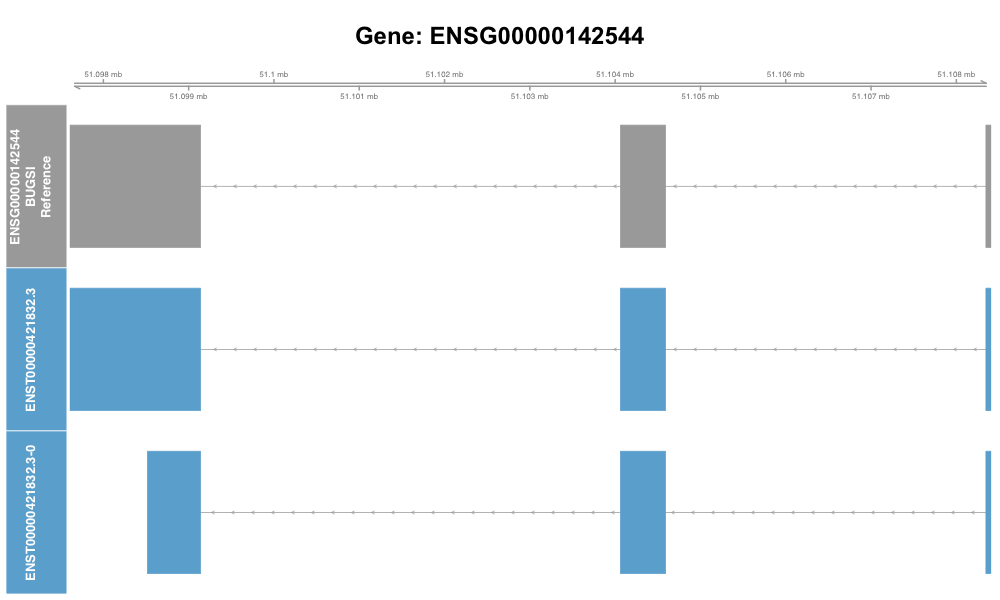 Gene: ENSG00000142544
51.098 mb
51.1 mb
51.102 mb
51.104 mb
51.106 mb
51.108 mb
51.099 mb
51.101 mb
51.103 mb
51.105 mb
51.107 mb
ENSG00000142544
BUGSI
Reference
ENST00000421832.3
ENST00000421832.3-0